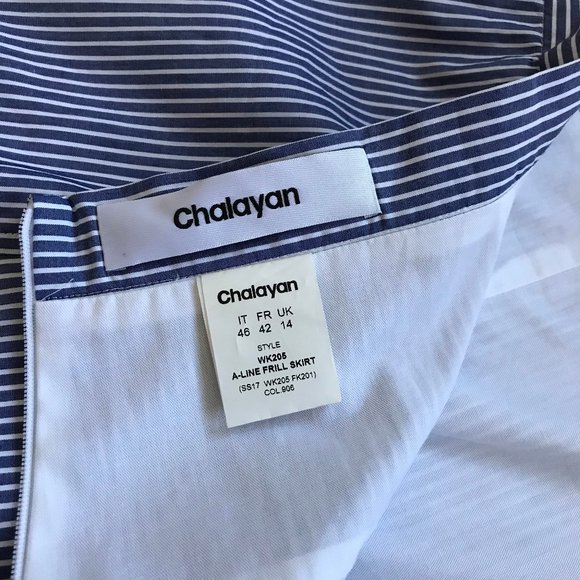 Chalayan
Chalayan
IT FR UK
46 42 14
STYLE
WK205
A-LINE FRILL SKIRT
(SS17 WK205 FK201)
COL.906